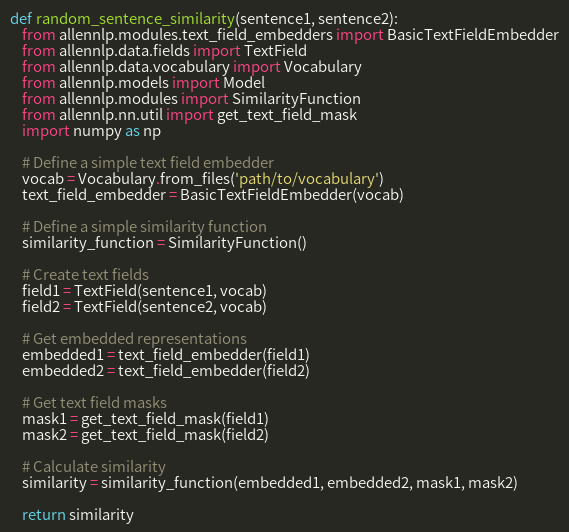 def random_sentence_similarity(sentence1, sentence2):
    from allennlp.modules.text_field_embedders import BasicTextFieldEmbedder
    from allennlp.data.fields import TextField
    from allennlp.data.vocabulary import Vocabulary
    from allennlp.models import Model
    from allennlp.modules import SimilarityFunction
    from allennlp.nn.util import get_text_field_mask
    import numpy as np

    # Define a simple text field embedder
    vocab = Vocabulary.from_files('path/to/vocabulary')
    text_field_embedder = BasicTextFieldEmbedder(vocab)

    # Define a simple similarity function
    similarity_function = SimilarityFunction()

    # Create text fields
    field1 = TextField(sentence1, vocab)
    field2 = TextField(sentence2, vocab)

    # Get embedded representations
    embedded1 = text_field_embedder(field1)
    embedded2 = text_field_embedder(field2)

    # Get text field masks
    mask1 = get_text_field_mask(field1)
    mask2 = get_text_field_mask(field2)

    # Calculate similarity
    similarity = similarity_function(embedded1, embedded2, mask1, mask2)

    return similarity